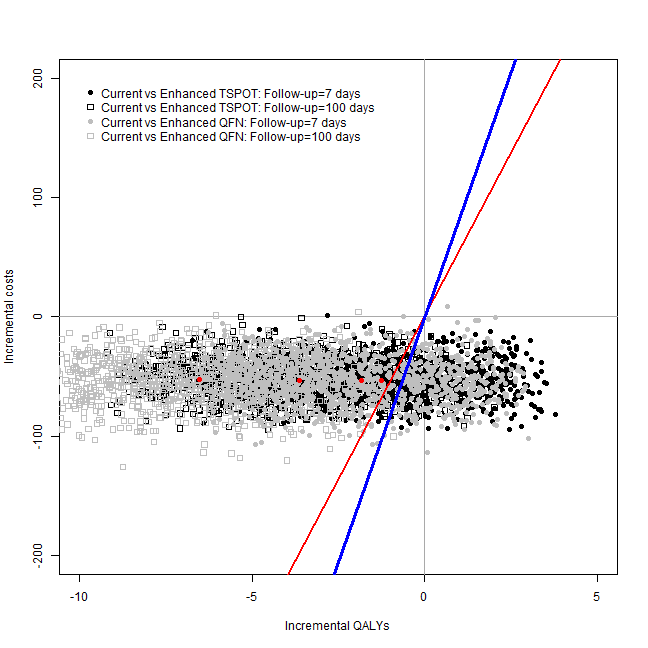 200
100
0
-100
-200
Incremental costs
Current vs Enhanced TSPOT: Follow-up=7 days
Current vs Enhanced TSPOT: Follow-up=100 days
Current vs Enhanced QFN: Follow-up=7 days
Current vs Enhanced QFN: Follow-up=100 days
-10
-5
0
5
Incremental QALYs